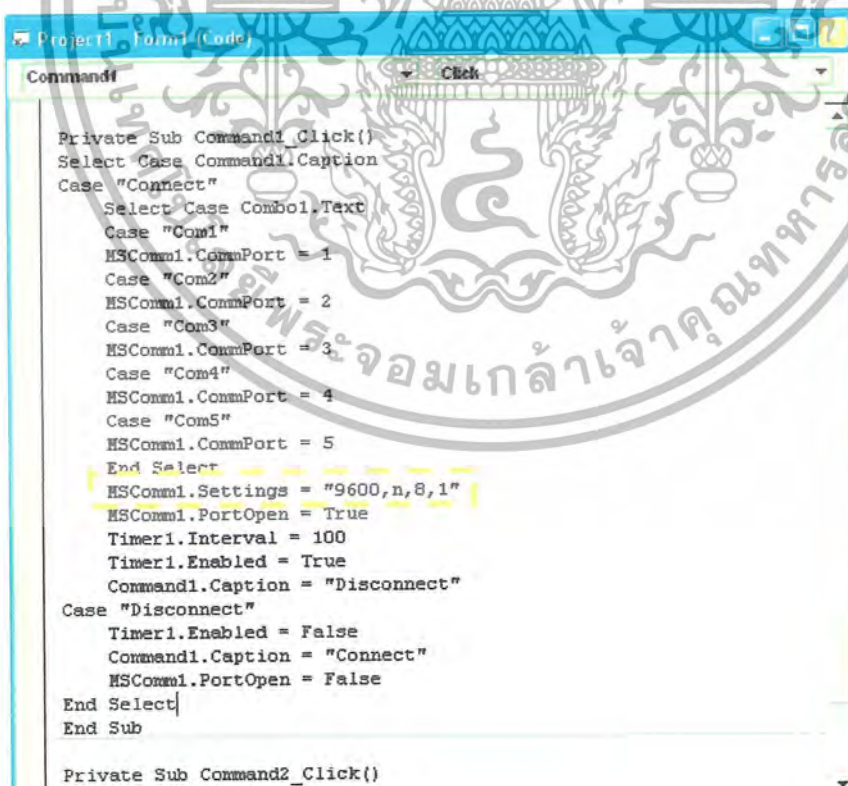 Project1 - Form1 (Code)
Command1 Click
Private Sub Command1_Click()
Select Case Command1.Caption
Case "Connect"
Select Case Combo1.Text
Case "Com1"
MSComm1.CommPort = 1
Case "Com2"
MSComm1.CommPort = 2
Case "Com3"
MSComm1.CommPort = 3
Case "Com4"
MSComm1.CommPort = 4
Case "Com5"
MSComm1.CommPort = 5
End Select
MSComm1.Settings = "9600,n,8,1"
MSComm1.PortOpen = True
Timer1.Interval = 100
Timer1.Enabled = True
Command1.Caption = "Disconnect"
Case "Disconnect"
Timer1.Enabled = False
Command1.Caption = "Connect"
MSComm1.PortOpen = False
End Select
End Sub
Private Sub Command2_Click()
พระจอมเกล้าเจ้าคุณทหาร